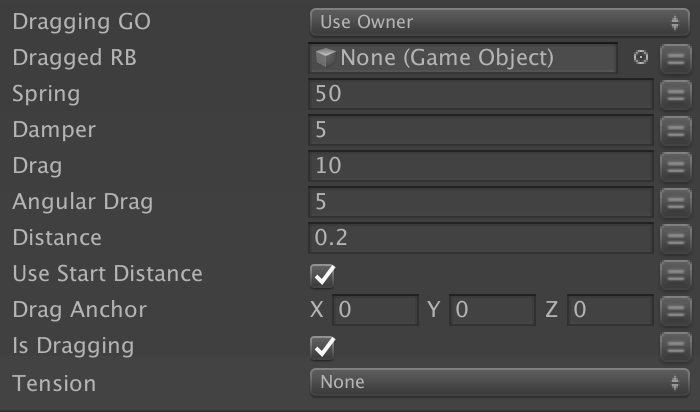 Dragging GO Use Owner
Dragged RB None (Game Object)
Spring 50
Damper 5
Drag 10
Angular Drag 5
Distance 0.2
Use Start Distance
Drag Anchor X 0 Y 0 Z 0
Is Dragging
Tension None